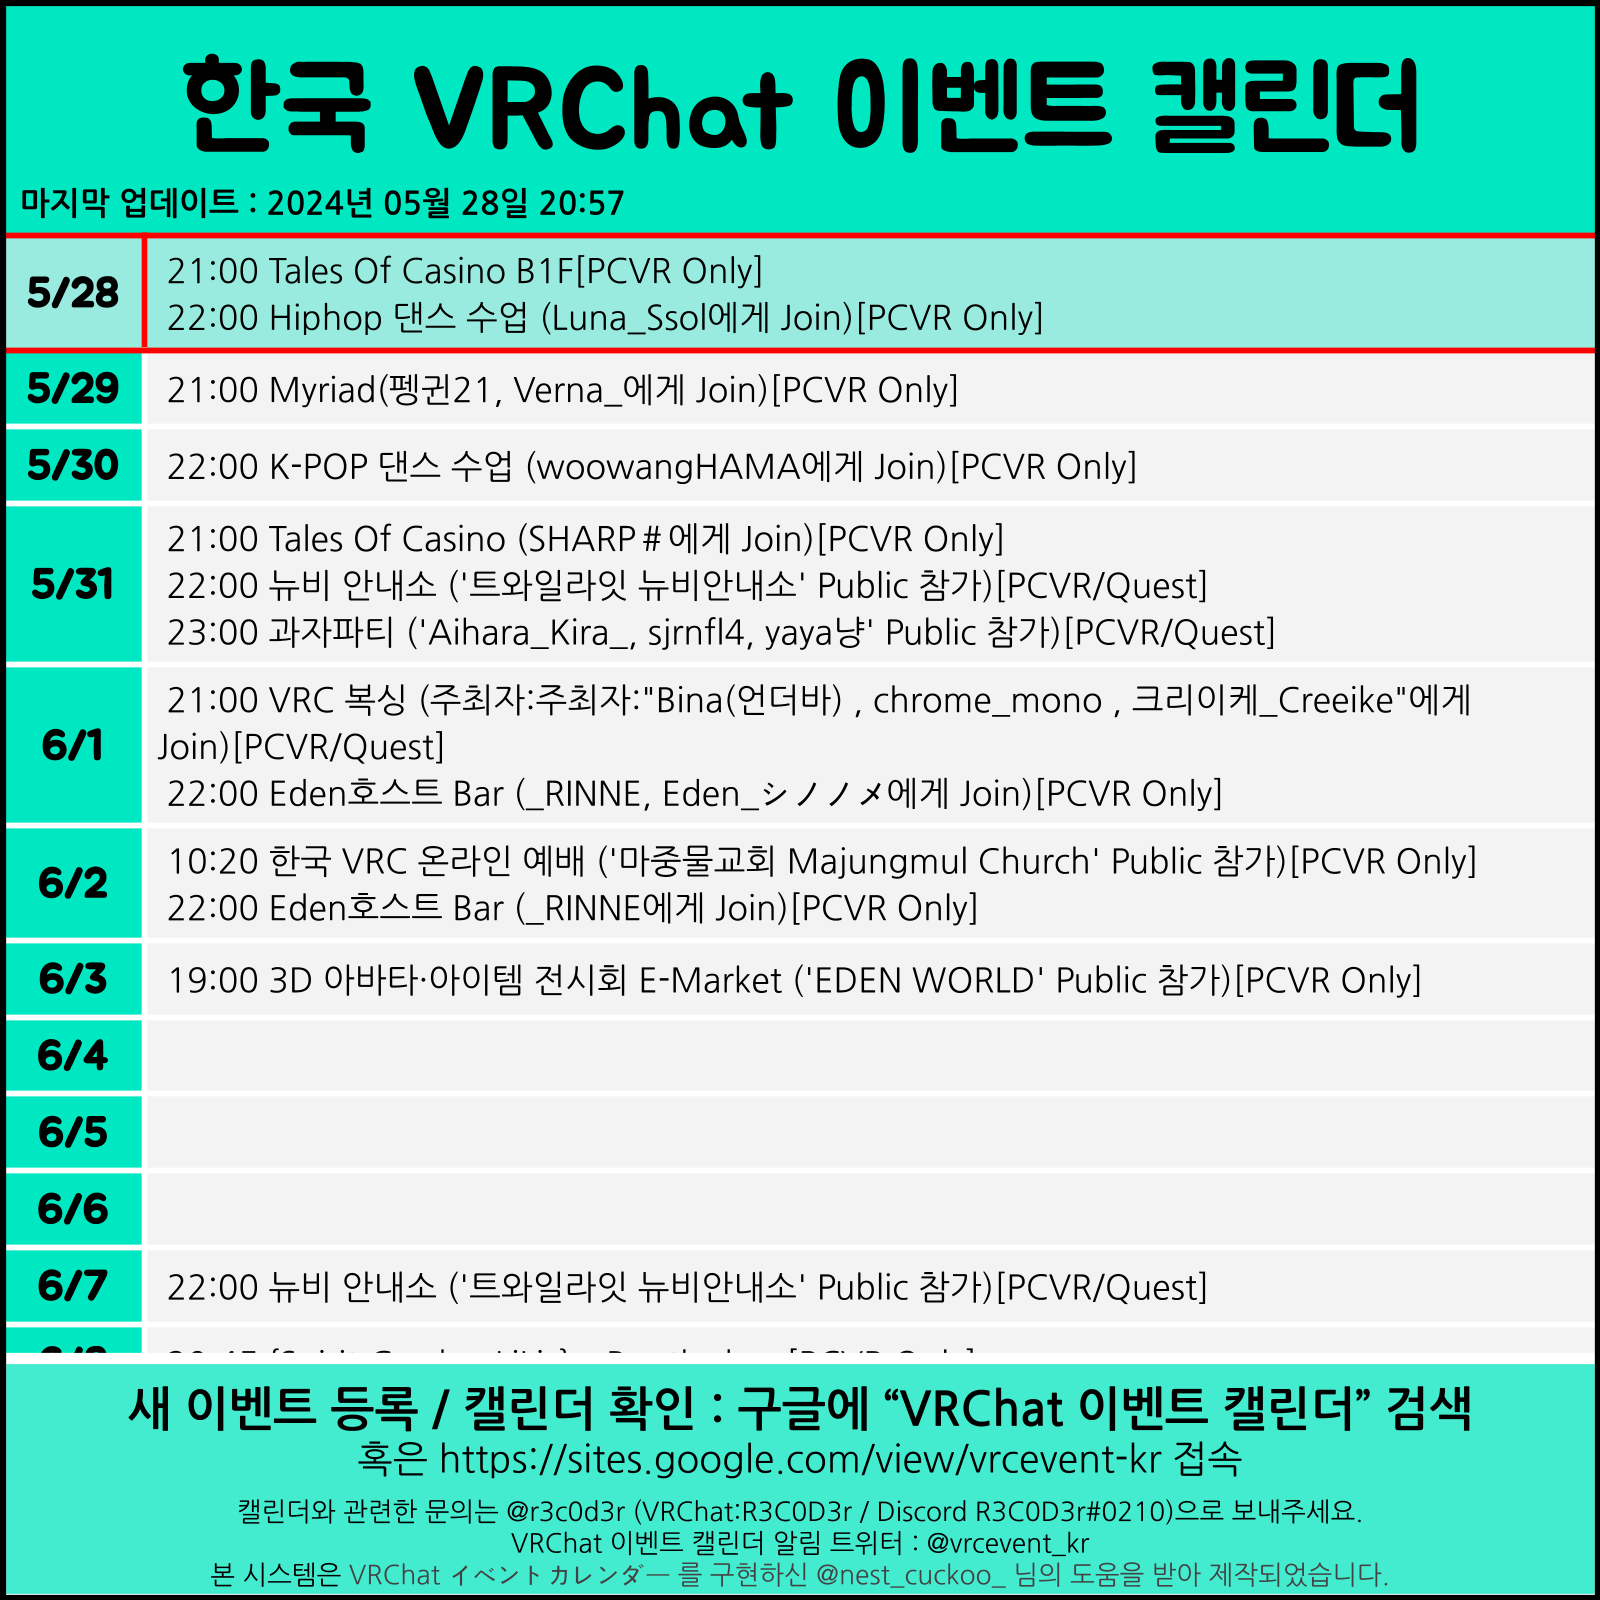 한국 VRChat 이벤트 캘린더
마지막 업데이트 : 2024년 05월 28일 20:57
5/28
21:00 Tales Of Casino B1F[PCVR Only]
22:00 Hiphop 댄스 수업 (Luna_Ssol에게 Join)[PCVR Only]
5/29
21:00 Myriad(펭귄21, Verna_에게 Join)[PCVR Only]
5/30
22:00 K-POP 댄스 수업 (woowangHAMA에게 Join)[PCVR Only]
5/31
21:00 Tales Of Casino (SHARP＃에게 Join)[PCVR Only]
22:00 뉴비 안내소 ('트와일라잇 뉴비안내소' Public 참가)[PCVR/Quest]
23:00 과자파티 ('Aihara_Kira_, sjrnfl4, yaya냥' Public 참가)[PCVR/Quest]
6/1
21:00 VRC 복싱 (주최자:주최자:"Bina(언더바) , chrome_mono , 크리이케_Creeike"에게
Join)[PCVR/Quest]
22:00 Eden호스트 Bar (_RINNE, Eden_シノノメ에게 Join)[PCVR Only]
6/2
10:20 한국 VRC 온라인 예배 ('마중물교회 Majungmul Church' Public 참가)[PCVR Only]
22:00 Eden호스트 Bar (_RINNE에게 Join)[PCVR Only]
6/3
19:00 3D 아바타·아이템 전시회 E-Market ('EDEN WORLD' Public 참가)[PCVR Only]
6/4
6/5
6/6
6/7
22:00 뉴비 안내소 ('트와일라잇 뉴비안내소' Public 참가)[PCVR/Quest]
새 이벤트 등록 / 캘린더 확인 : 구글에 “VRChat 이벤트 캘린더” 검색
혹은 https://sites.google.com/view/vrcevent-kr 접속
캘린더와 관련한 문의는 @r3c0d3r (VRChat:R3C0D3r / Discord R3C0D3r#0210)으로 보내주세요.
VRChat 이벤트 캘린더 알림 트위터 : @vrcevent_kr
본 시스템은 VRChat イベントカレンダー 를 구현하신 @nest_cuckoo_ 님의 도움을 받아 제작되었습니다.